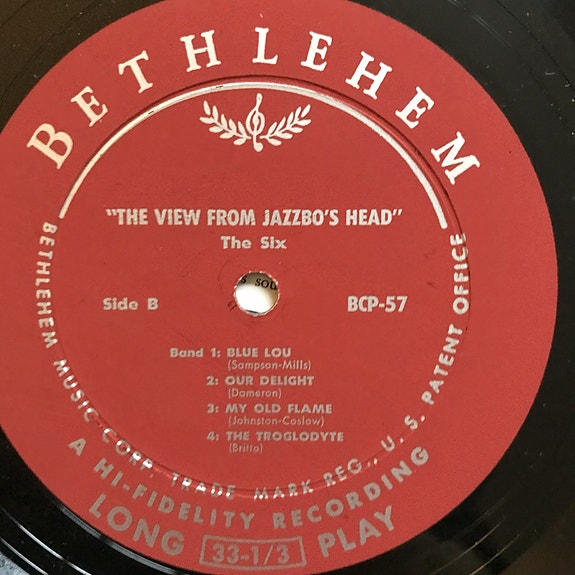 BETHLEHEM
"THE VIEW FROM JAZZBO'S HEAD"
The Six
Side B
BCP-57
Band 1: BLUE LOU
(Sampson-Mills)
2: OUR DELIGHT
(Dameron)
3: MY OLD FLAME
(Johnston-Coslow)
4: THE TROGLODYTE
(Britto)
BETHLEHEM MUSIC CORP. TRADE MARK REG., U. S. PATENT OFFICE
A HI-FIDELITY RECORDING
LONG 33-1/3 PLAY